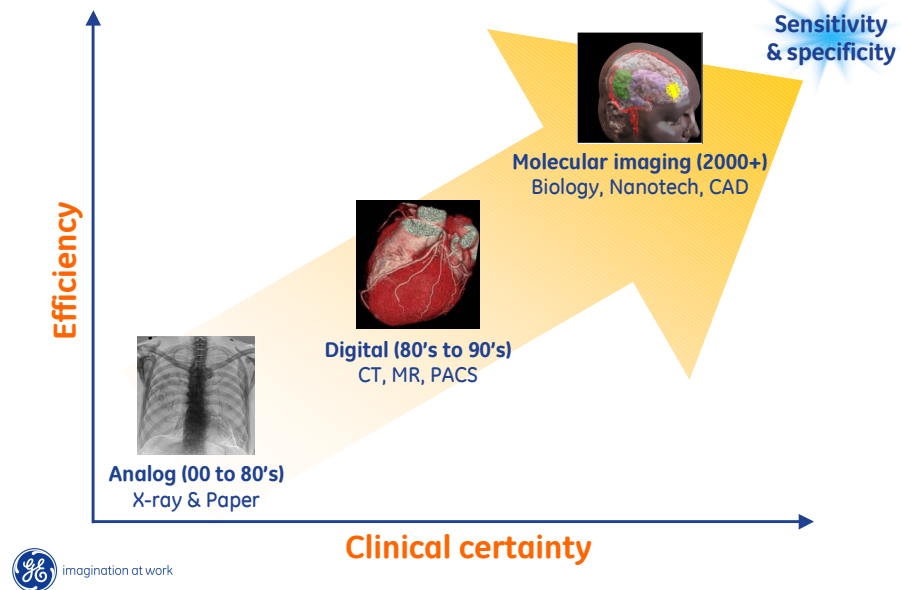 Sensitivity
& specificity
Molecular imaging (2000+)
Biology, Nanotech, CAD
Efficiency
Digital (80's to 90's)
CT, MR, PACS
Analog (00 to 80's)
X-ray & Paper
Clinical certainty
GE
imagination at work